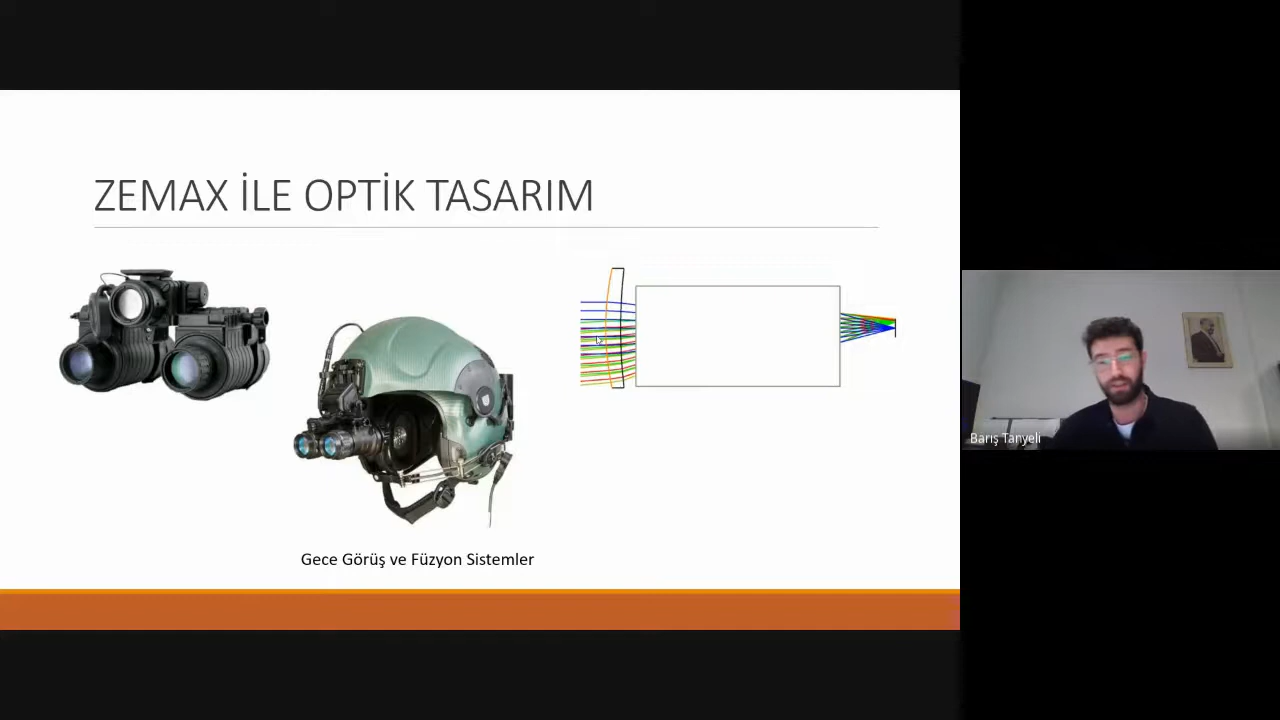 ZEMAX İLE OPTİK TASARIM
Gece Görüş ve Füzyon Sistemler
Barış Tanyeli